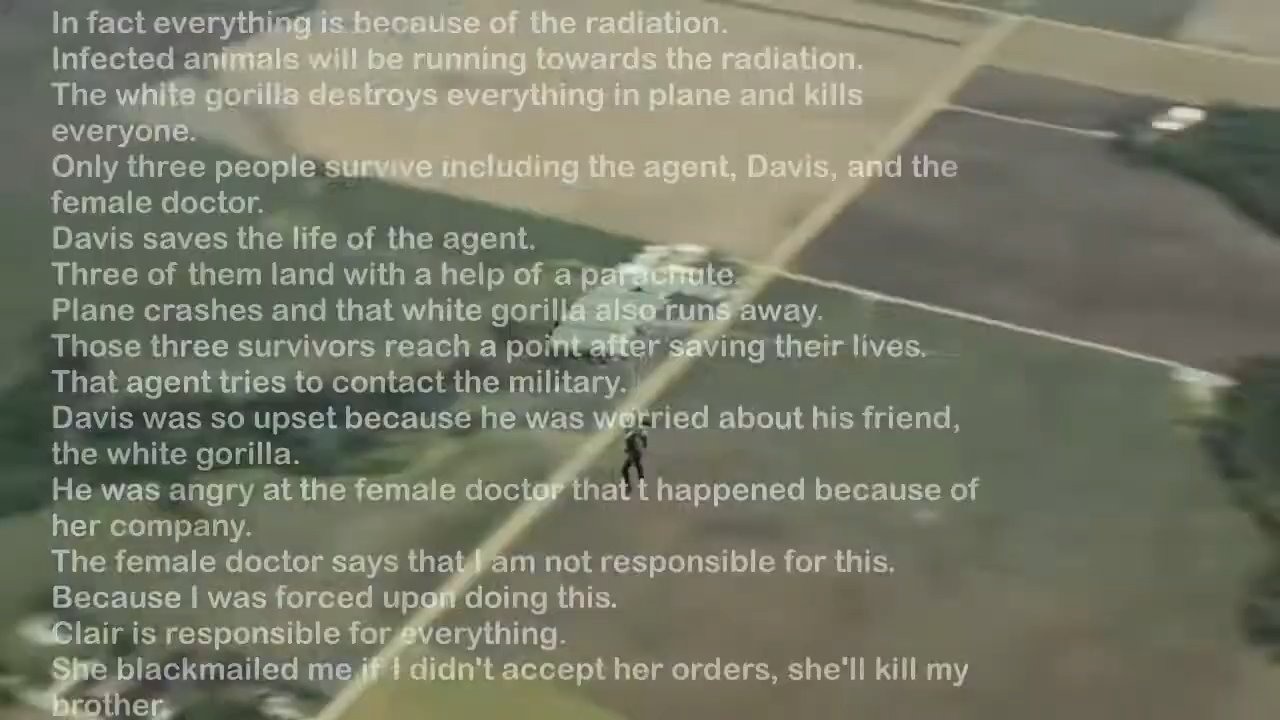 In fact everything is because of the radiation.
Infected animals will be running towards the radiation.
The white gorilla destroys everything in plane and kills
everyone.
Only three people survive including the agent, Davis, and the
female doctor.
Davis saves the life of the agent.
Three of them land with a help of a parachute.
Plane crashes and that white gorilla also runs away.
Those three survivors reach a point after saving their lives.
That agent tries to contact the military.
Davis was so upset because he was worried about his friend,
the white gorilla.
He was angry at the female doctor that t happened because of
her company.
The female doctor says that I am not responsible for this.
Because I was forced upon doing this.
Clair is responsible for everything.
She blackmailed me if I didn't accept her orders, she'll kill my
brother.